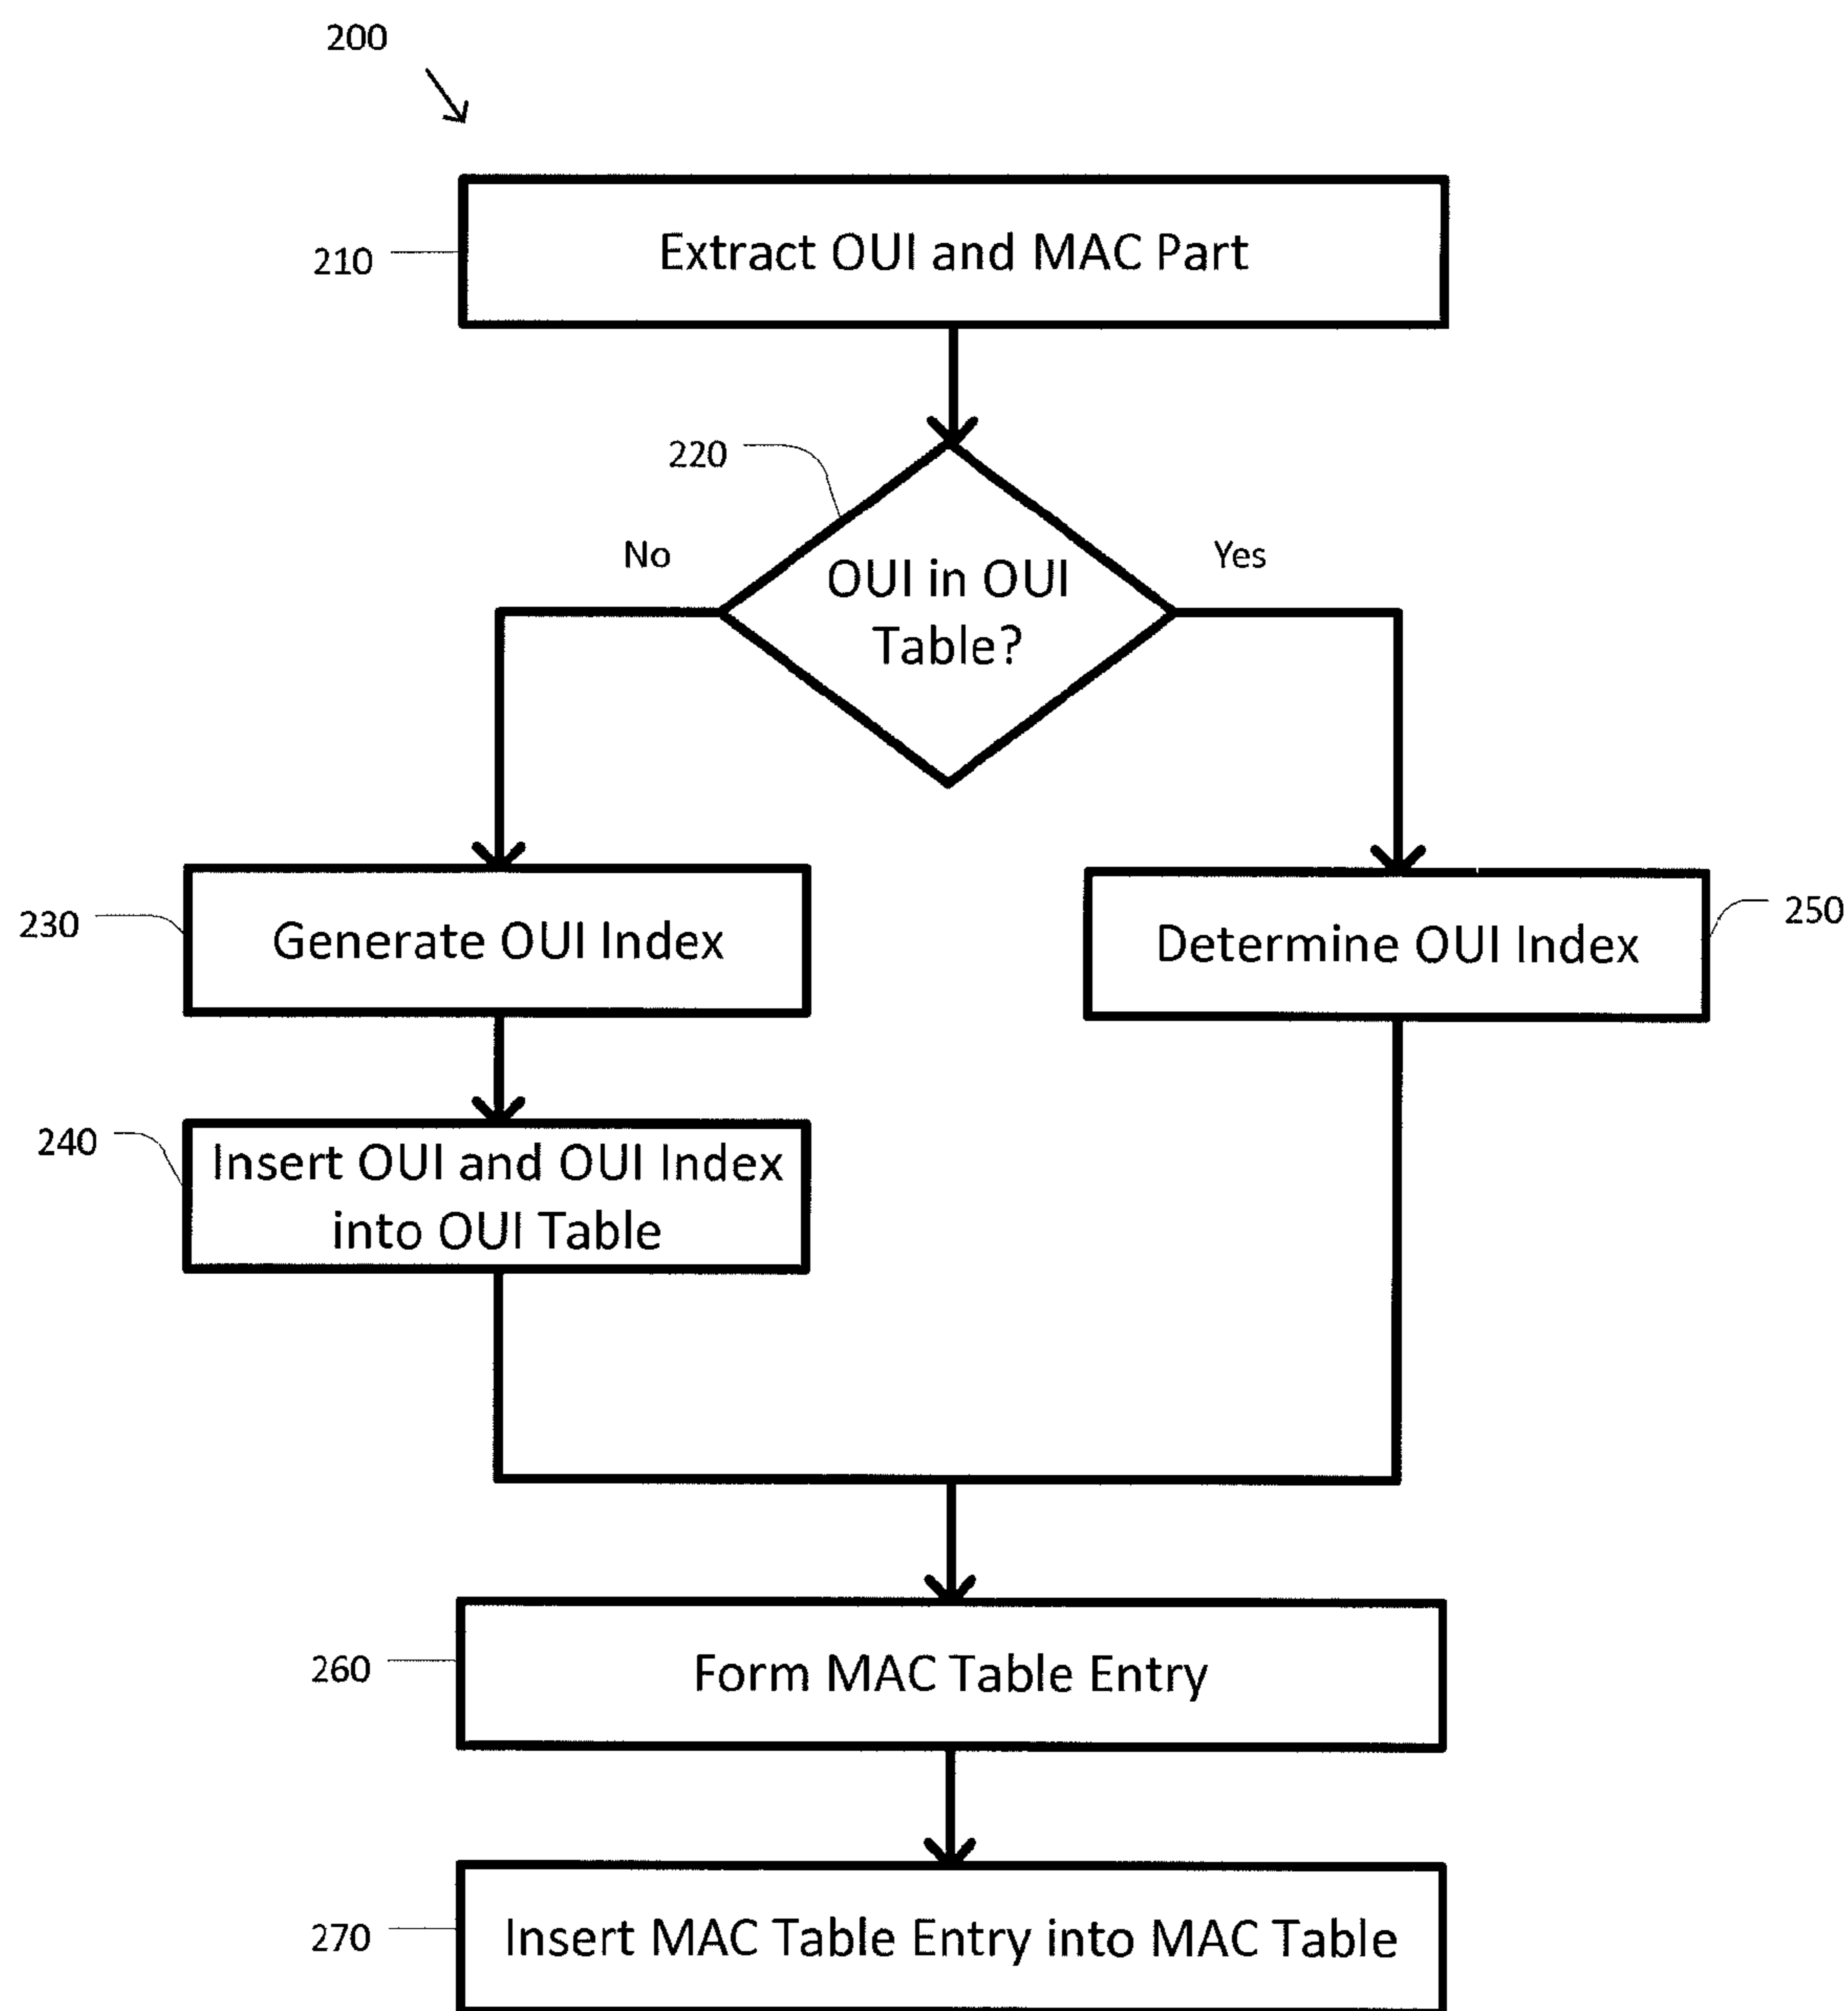 200
210
Extract OUI and MAC Part
220
No
Yes
OUI in OUI
Table?
230
Generate OUI Index
Determine OUI Index
250
240
Insert OUI and OUI Index
into OUI Table
260
Form MAC Table Entry
270
Insert MAC Table Entry into MAC Table